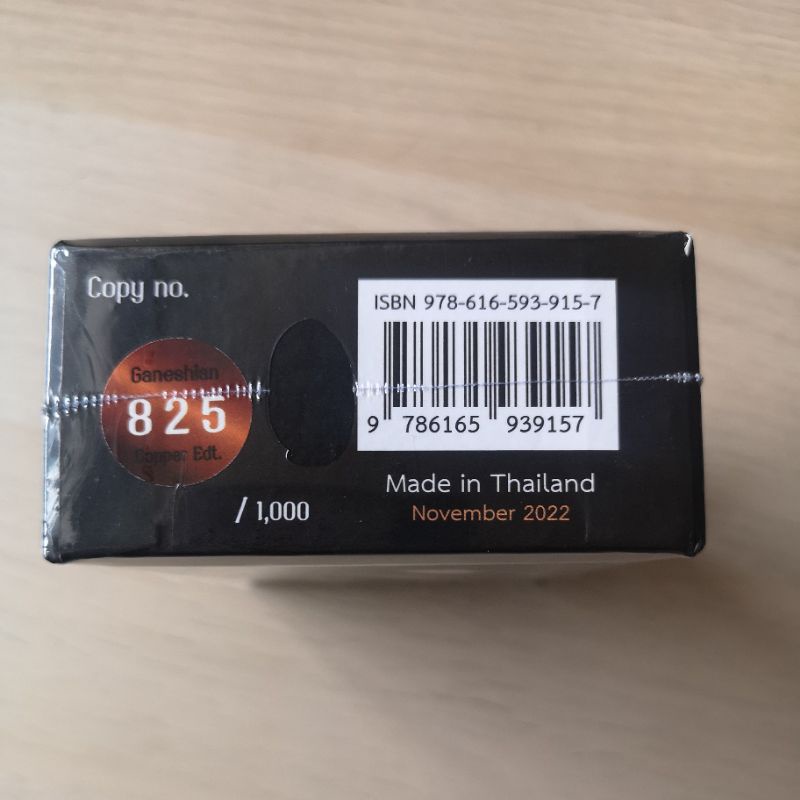 Copy no.
Ganeshian
825
Copper Edt.
/ 1,000
ISBN 978-616-593-915-7
9 786165 939157
Made in Thailand
November 2022